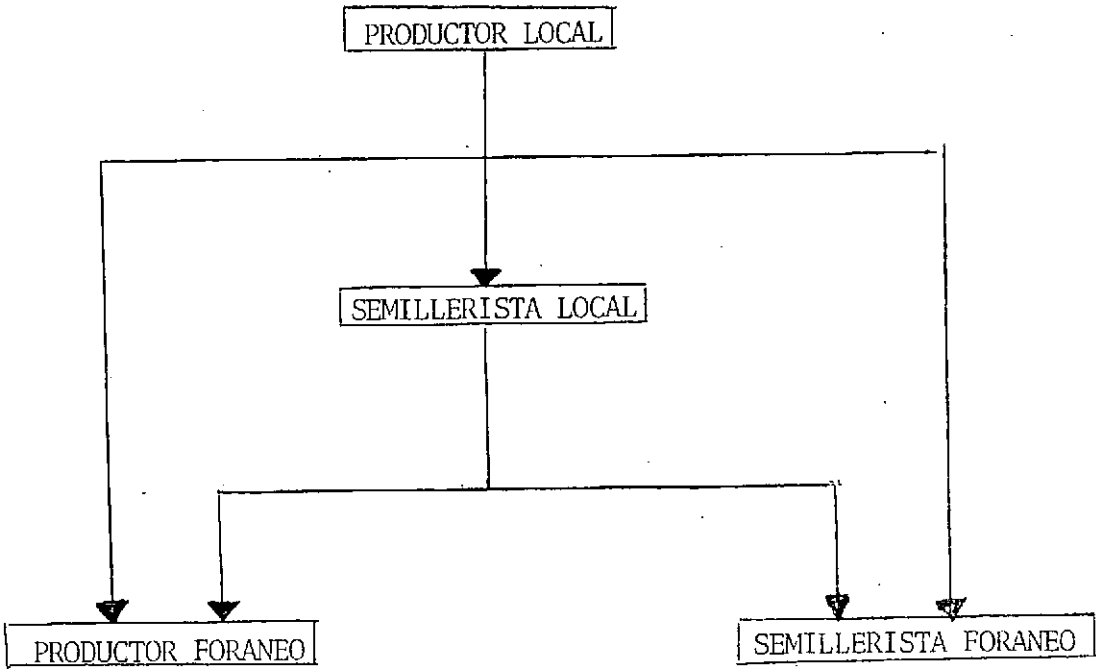 PRODUCTOR LOCAL
SEMILLERISTA LOCAL
PRODUCTOR FORANEO
SEMILLERISTA FORANEO